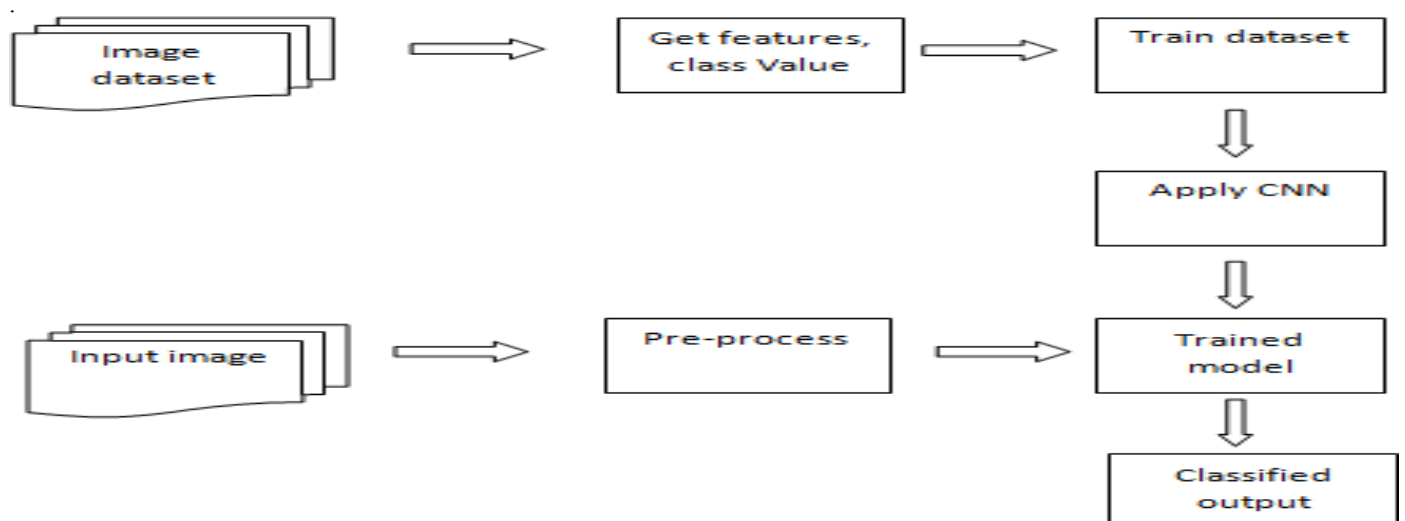 .
Image
dataset
Get features,
class Value
Train dataset
Apply CNN
Input image
Pre-process
Trained
model
Classified
output